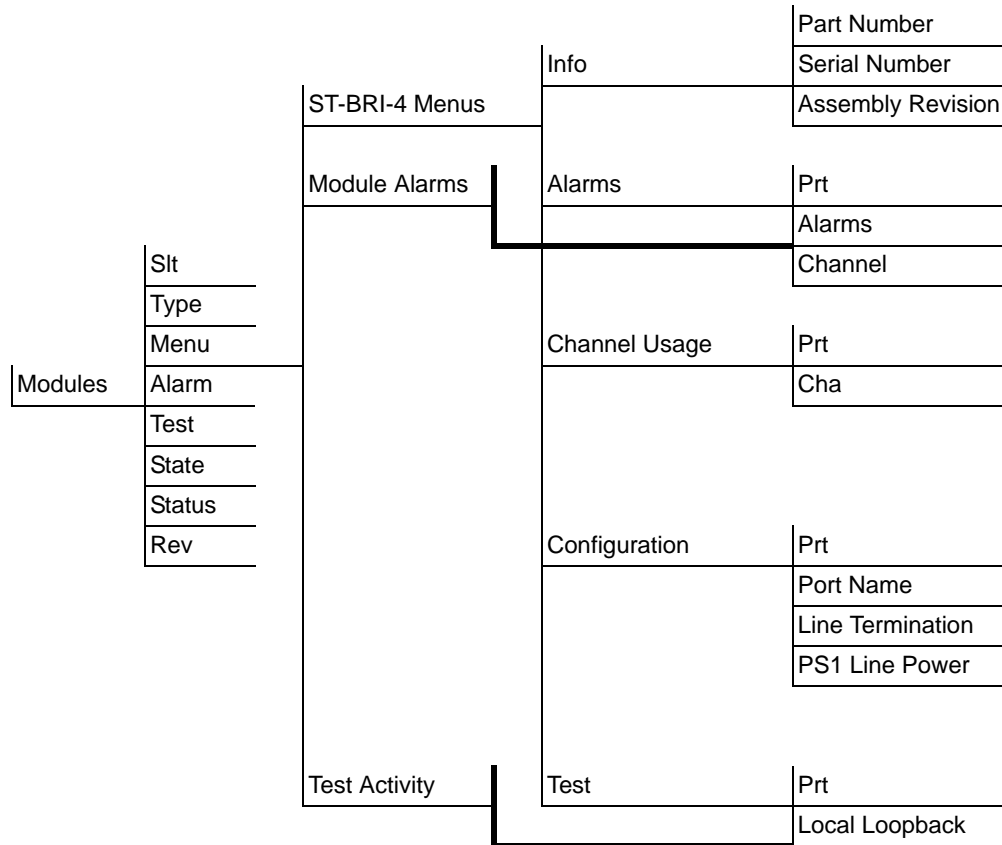 Part Number
Info
Serial Number
ST-BRI-4 Menus
Assembly Revision
Module Alarms
Alarms
Prt
Alarms
Slt
Channel
Type
Menu
Channel Usage
Prt
Modules
Alarm
Cha
Test
State
Status
Rev
Configuration
Prt
Port Name
Line Termination
PS1 Line Power
Test Activity
Test
Prt
Local Loopback